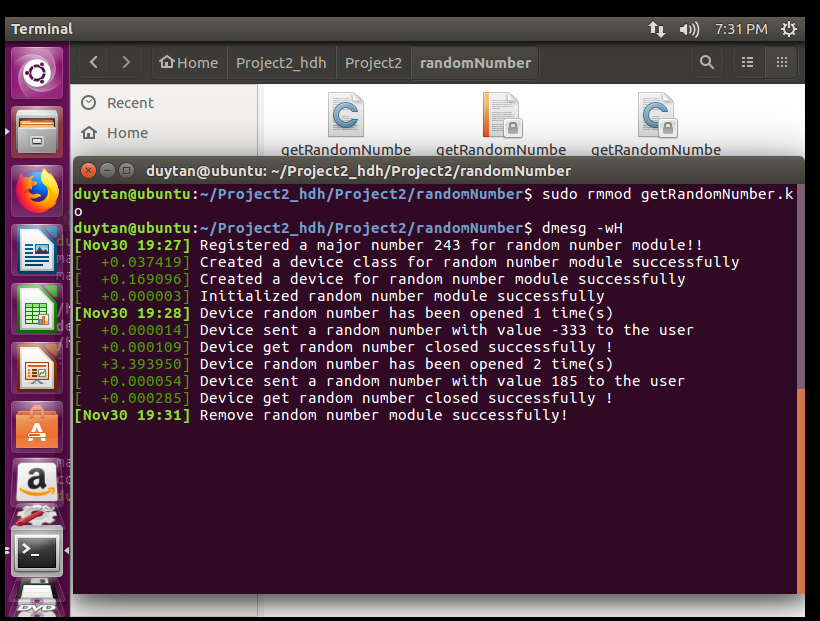 Terminal
7:31 PM
Home Project2_hdh Project2 randomNumber
Recent
Home
getRandomNumbe getRandomNumbe getRandomNumbe
duytan@ubuntu: ~/Project2_hdh/Project2/randomNumber
duytan@ubuntu:~/Project2_hdh/Project2/randomNumber$ sudo rmmod getRandomNumber.k
o
duytan@ubuntu:~/Project2_hdh/Project2/randomNumber$ dmesg -wH
[Nov30 19:27] Registered a major number 243 for random number module!!
[  +0.037419] Created a device class for random number module successfully
[  +0.169096] Created a device for random number module successfully
[  +0.000003] Initialized random number module successfully
[Nov30 19:28] Device random number has been opened 1 time(s)
[  +0.000014] Device sent a random number with value -333 to the user
[  +0.000109] Device get random number closed successfully !
[  +3.393950] Device random number has been opened 2 time(s)
[  +0.000054] Device sent a random number with value 185 to the user
[  +0.000285] Device get random number closed successfully !
[Nov30 19:31] Remove random number module successfully!
DVD